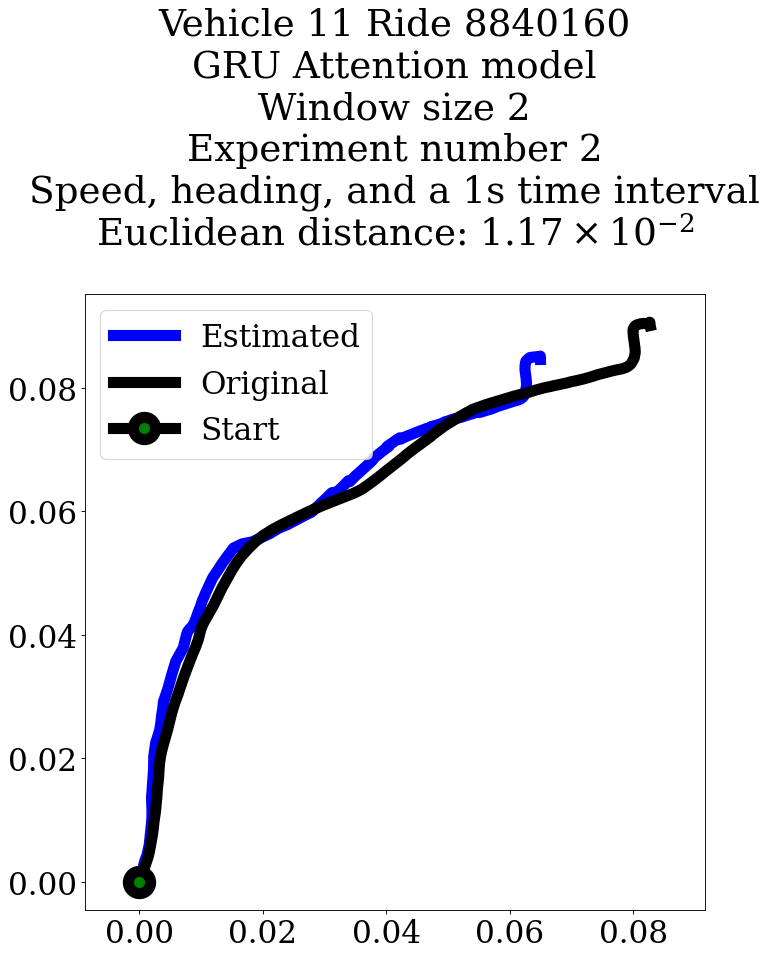 Vehicle 11 Ride 8840160
GRU Attention model
Window size 2
Experiment number 2
Speed, heading, and a 1s time interval
Euclidean distance: 1.17 × 10⁻²
Estimated
Original
Start
0.08
0.06
0.04
0.02
0.00
0.00 0.02 0.04 0.06 0.08